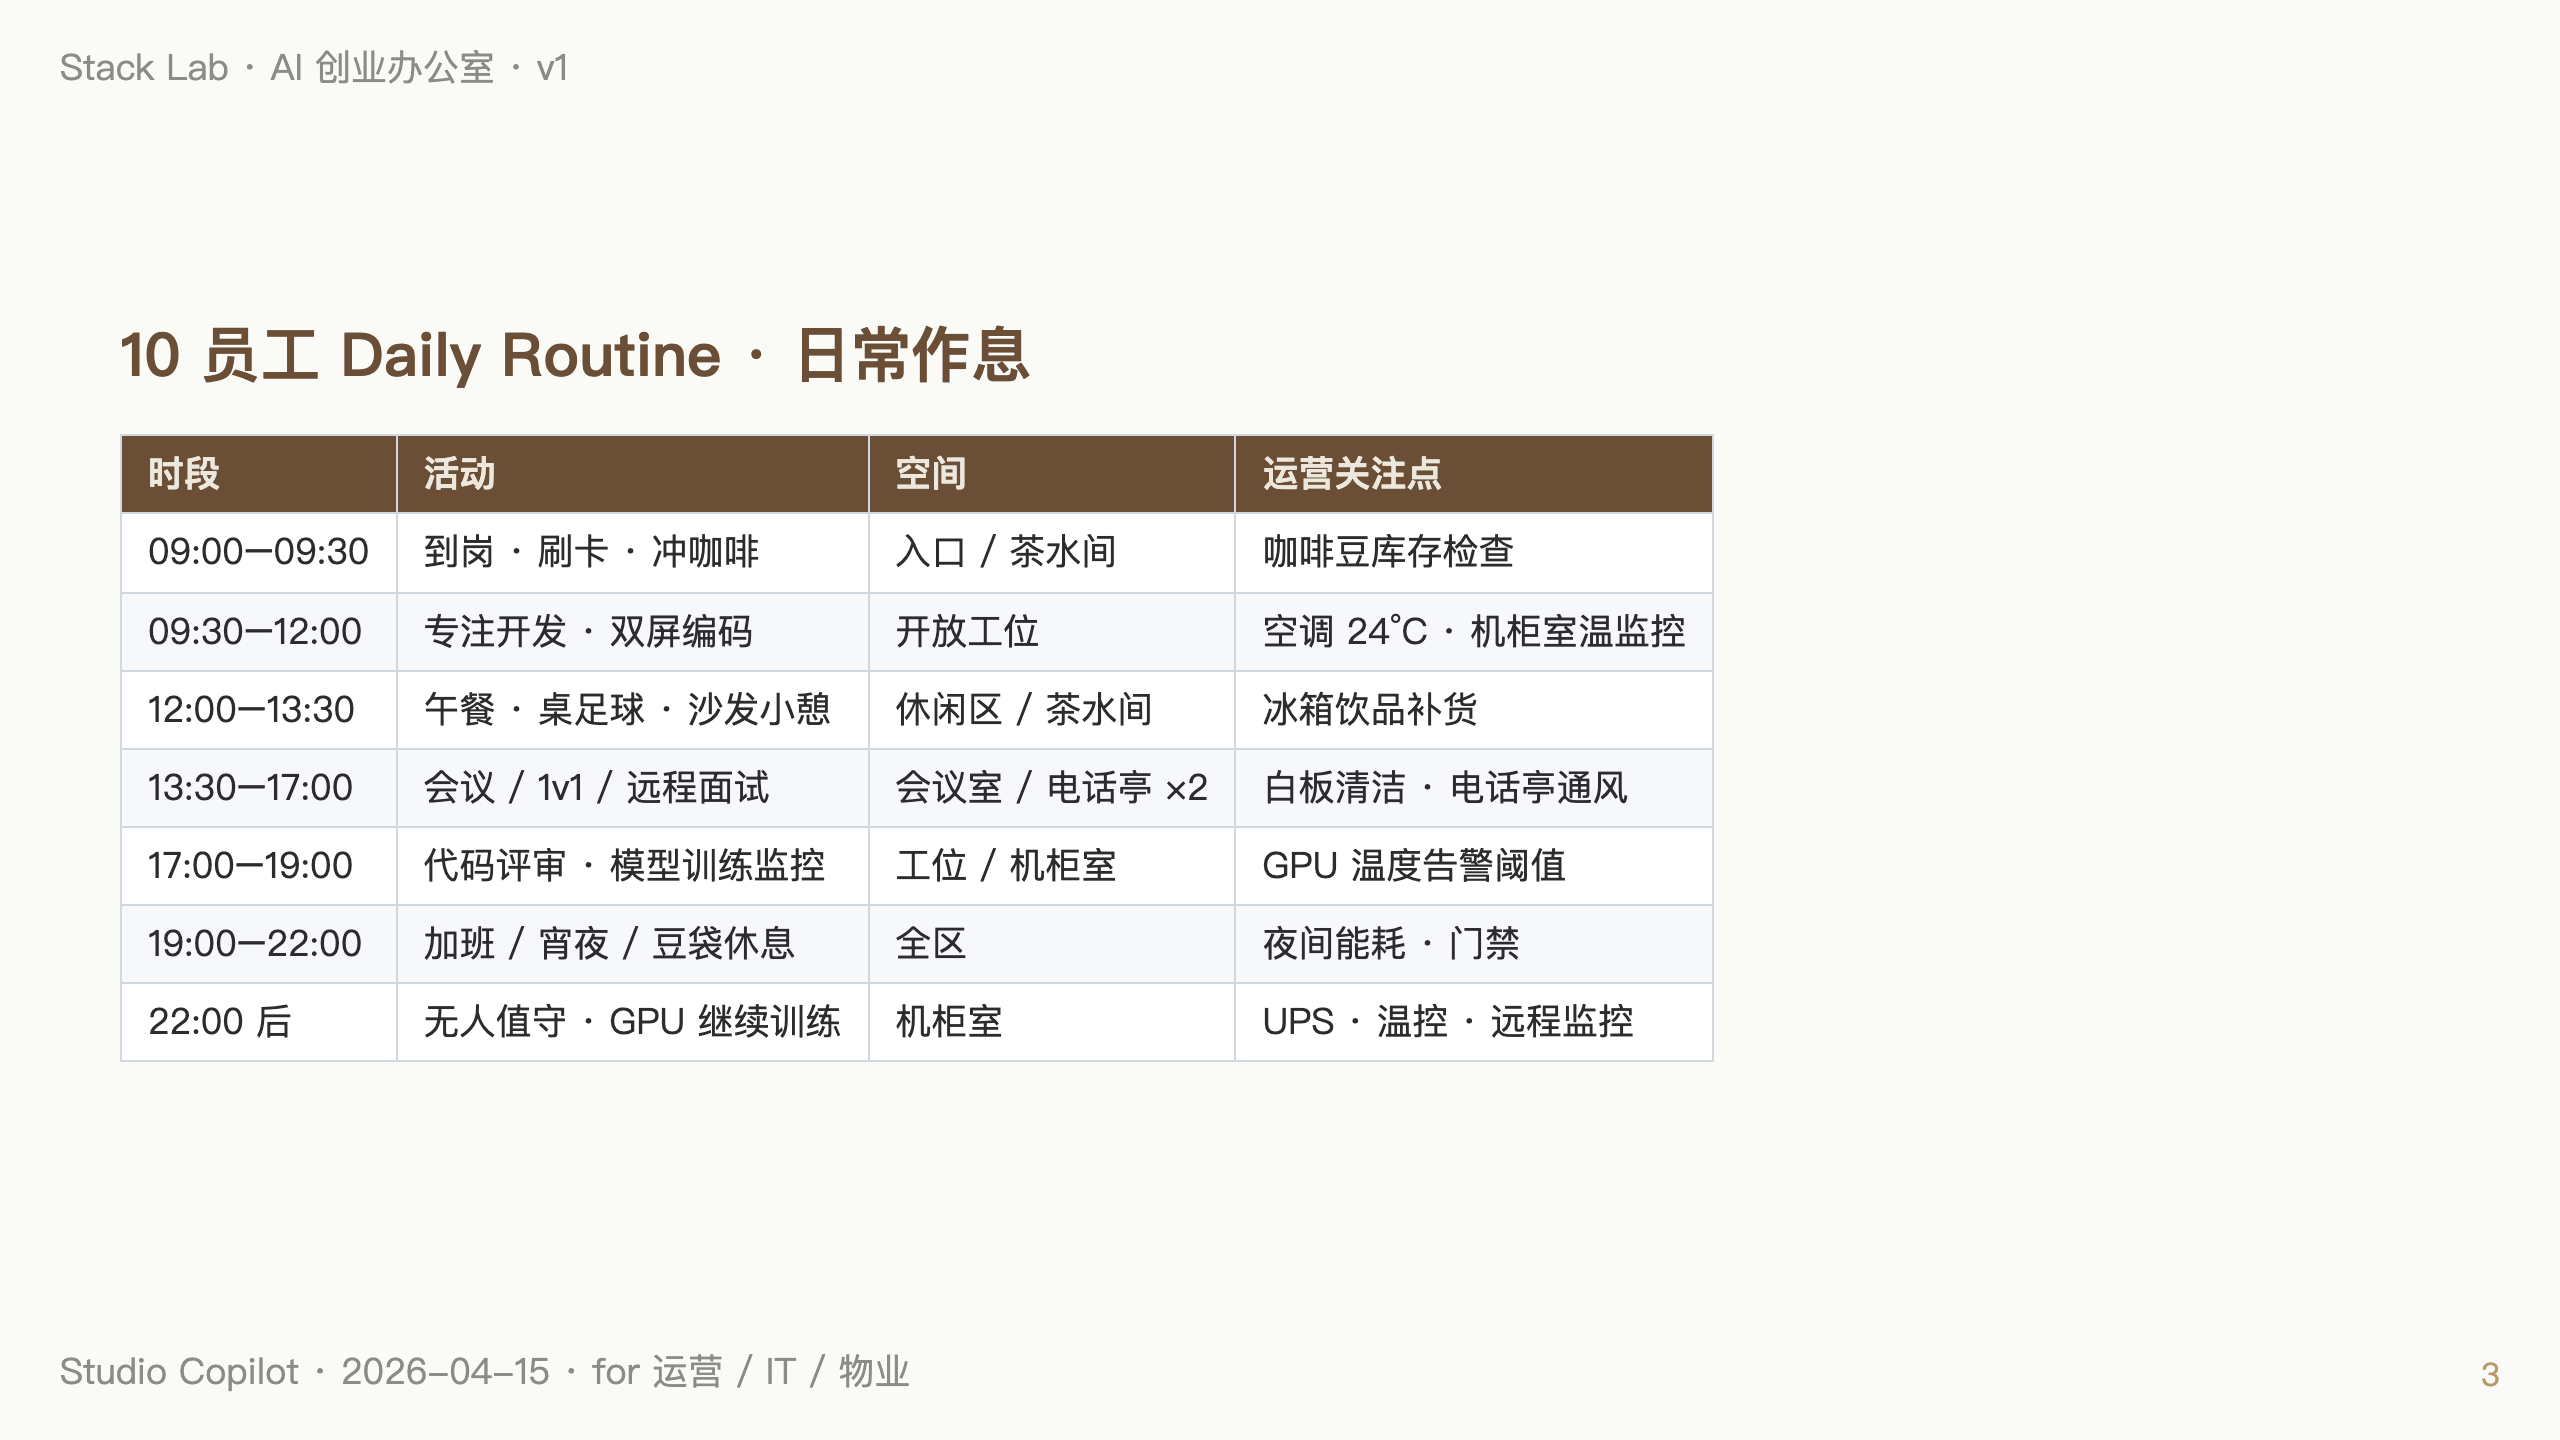 Stack Lab · AI 创业办公室 · v1
10 员工 Daily Routine · 日常作息
时段 活动 空间 运营关注点
09:00–09:30 到岗 · 刷卡 · 冲咖啡 入口 / 茶水间 咖啡豆库存检查
09:30–12:00 专注开发 · 双屏编码 开放工位 空调 24°C · 机柜室温监控
12:00–13:30 午餐 · 桌足球 · 沙发小憩 休闲区 / 茶水间 冰箱饮品补货
13:30–17:00 会议 / 1v1 / 远程面试 会议室 / 电话亭 ×2 白板清洁 · 电话亭通风
17:00–19:00 代码评审 · 模型训练监控 工位 / 机柜室 GPU 温度告警阈值
19:00–22:00 加班 / 宵夜 / 豆袋休息 全区 夜间能耗 · 门禁
22:00 后 无人值守 · GPU 继续训练 机柜室 UPS · 温控 · 远程监控
Studio Copilot · 2026-04-15 · for 运营 / IT / 物业
3